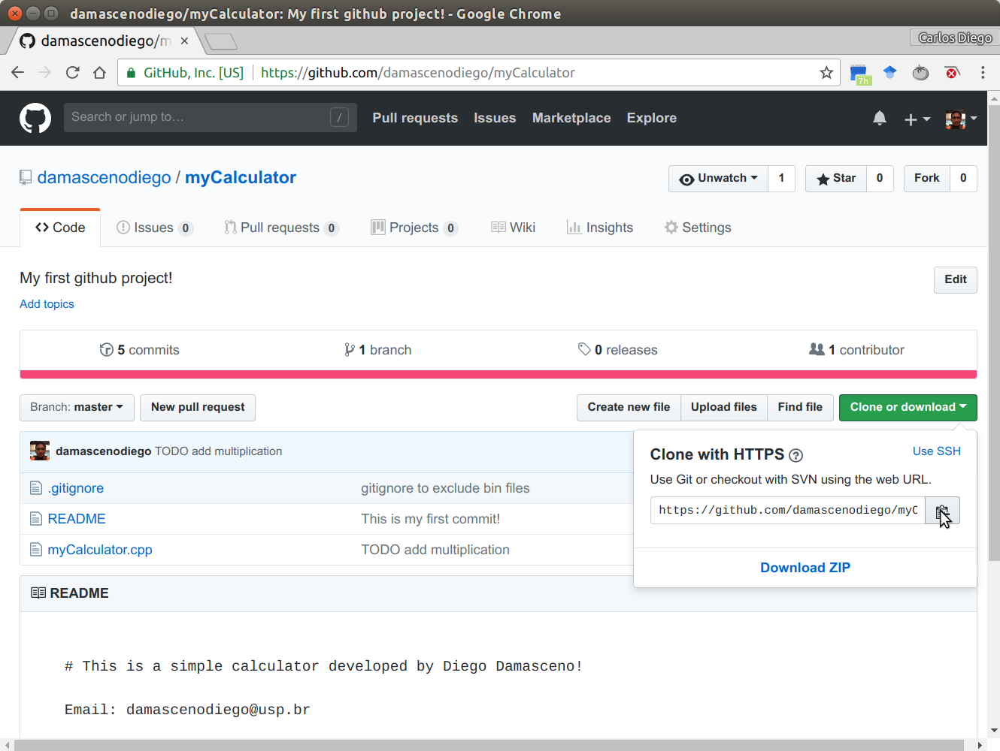 damascenodiego/myCalculator: My first github project! - Google Chrome
damascenodiego/m
Carlos Diego
GitHub, Inc. [US] https://github.com/damascenodiego/myCalculator
7h
Search or jump to… / Pull requests Issues Marketplace Explore
damascenodiego / myCalculator Unwatch 1 Star 0 Fork 0
Code Issues 0 Pull requests 0 Projects 0 Wiki Insights Settings
My first github project! Edit
Add topics
5 commits 1 branch 0 releases 1 contributor
Branch: master New pull request Create new file Upload files Find file Clone or download
damascenodiego TODO add multiplication
.gitignore gitignore to exclude bin files
README This is my first commit!
myCalculator.cpp TODO add multiplication
Clone with HTTPS ? Use SSH
Use Git or checkout with SVN using the web URL.
https://github.com/damascenodiego/myC
Download ZIP
README
# This is a simple calculator developed by Diego Damasceno!
Email: damascenodiego@usp.br